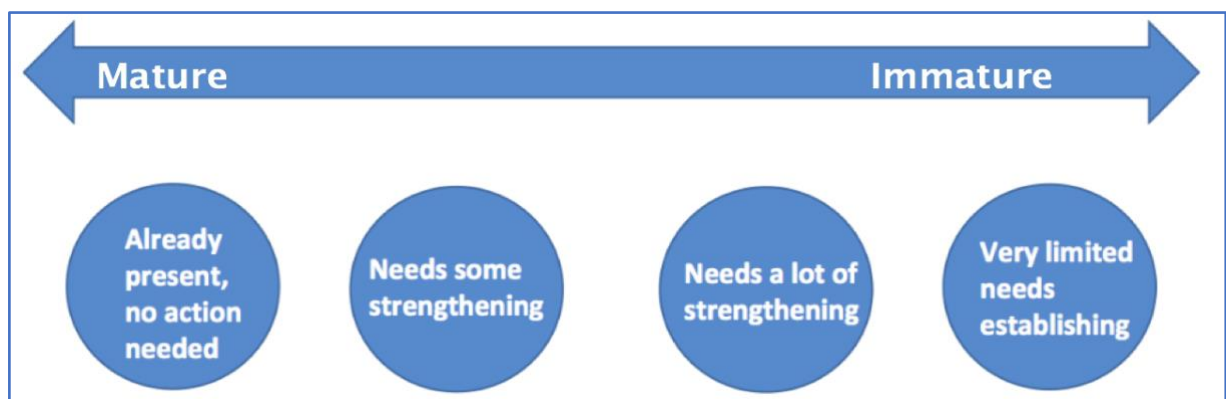 Mature
Immature
Already
present,
no action
needed
Needs some
strengthening
Needs a lot of
strengthening
Very limited
needs
establishing